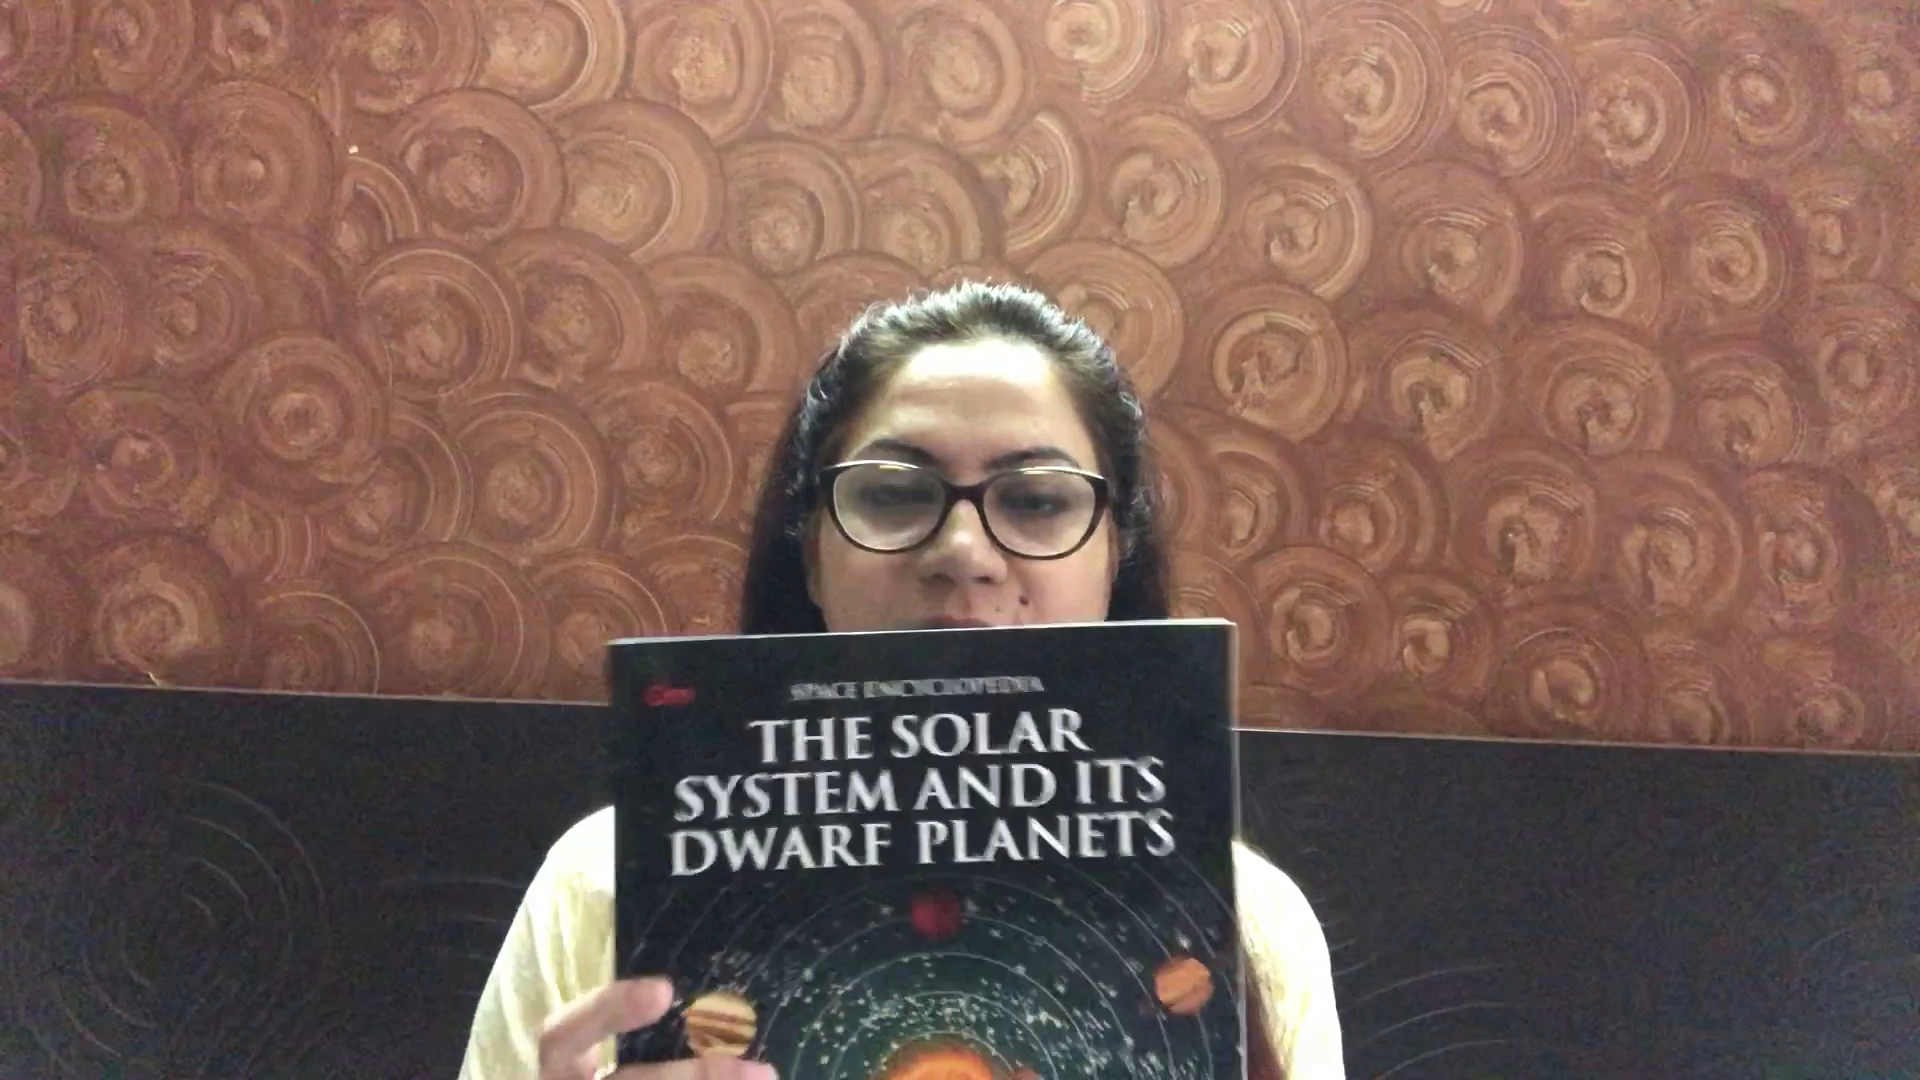 SPACE ENCYCLOPEDIA
THE SOLAR
SYSTEM AND ITS
DWARF PLANETS